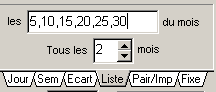 les 5,10,15,20,25,30 du mois
Tous les 2 mois
Jour Sem Ecart Liste Pair/Imp Fixe